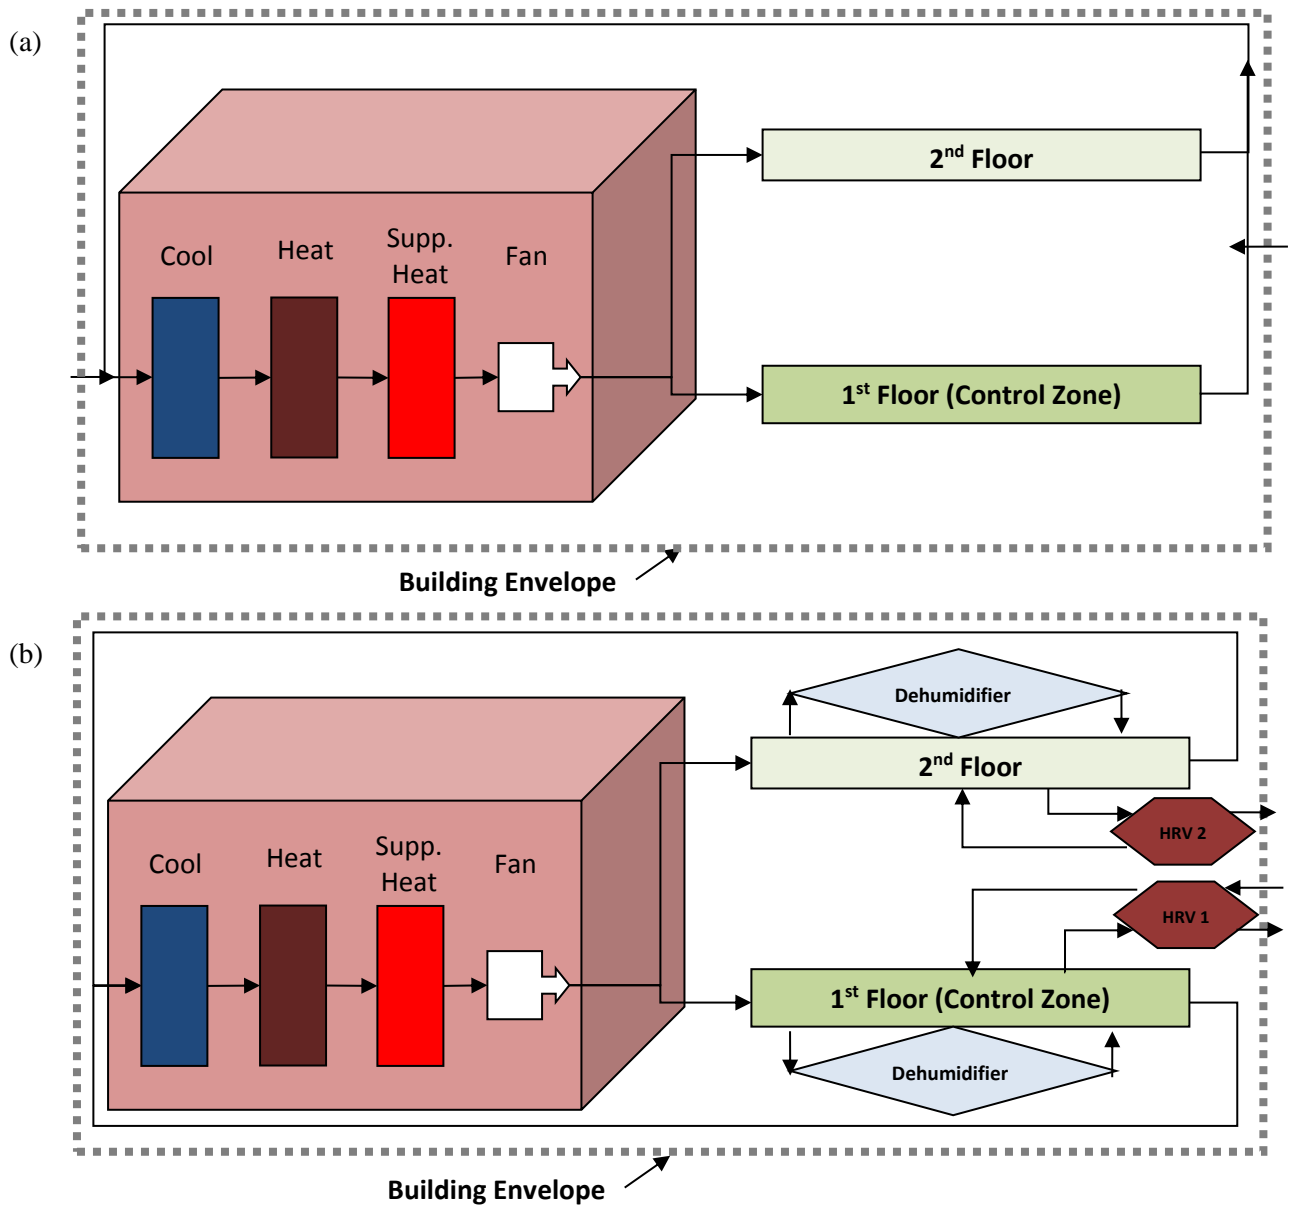 (a)
Cool
Heat
Supp.
Heat
Fan
2nd Floor
1st Floor (Control Zone)
Building Envelope
(b)
Cool
Heat
Supp.
Heat
Fan
Dehumidifier
2nd Floor
HRV 2
HRV 1
1st Floor (Control Zone)
Dehumidifier
Building Envelope